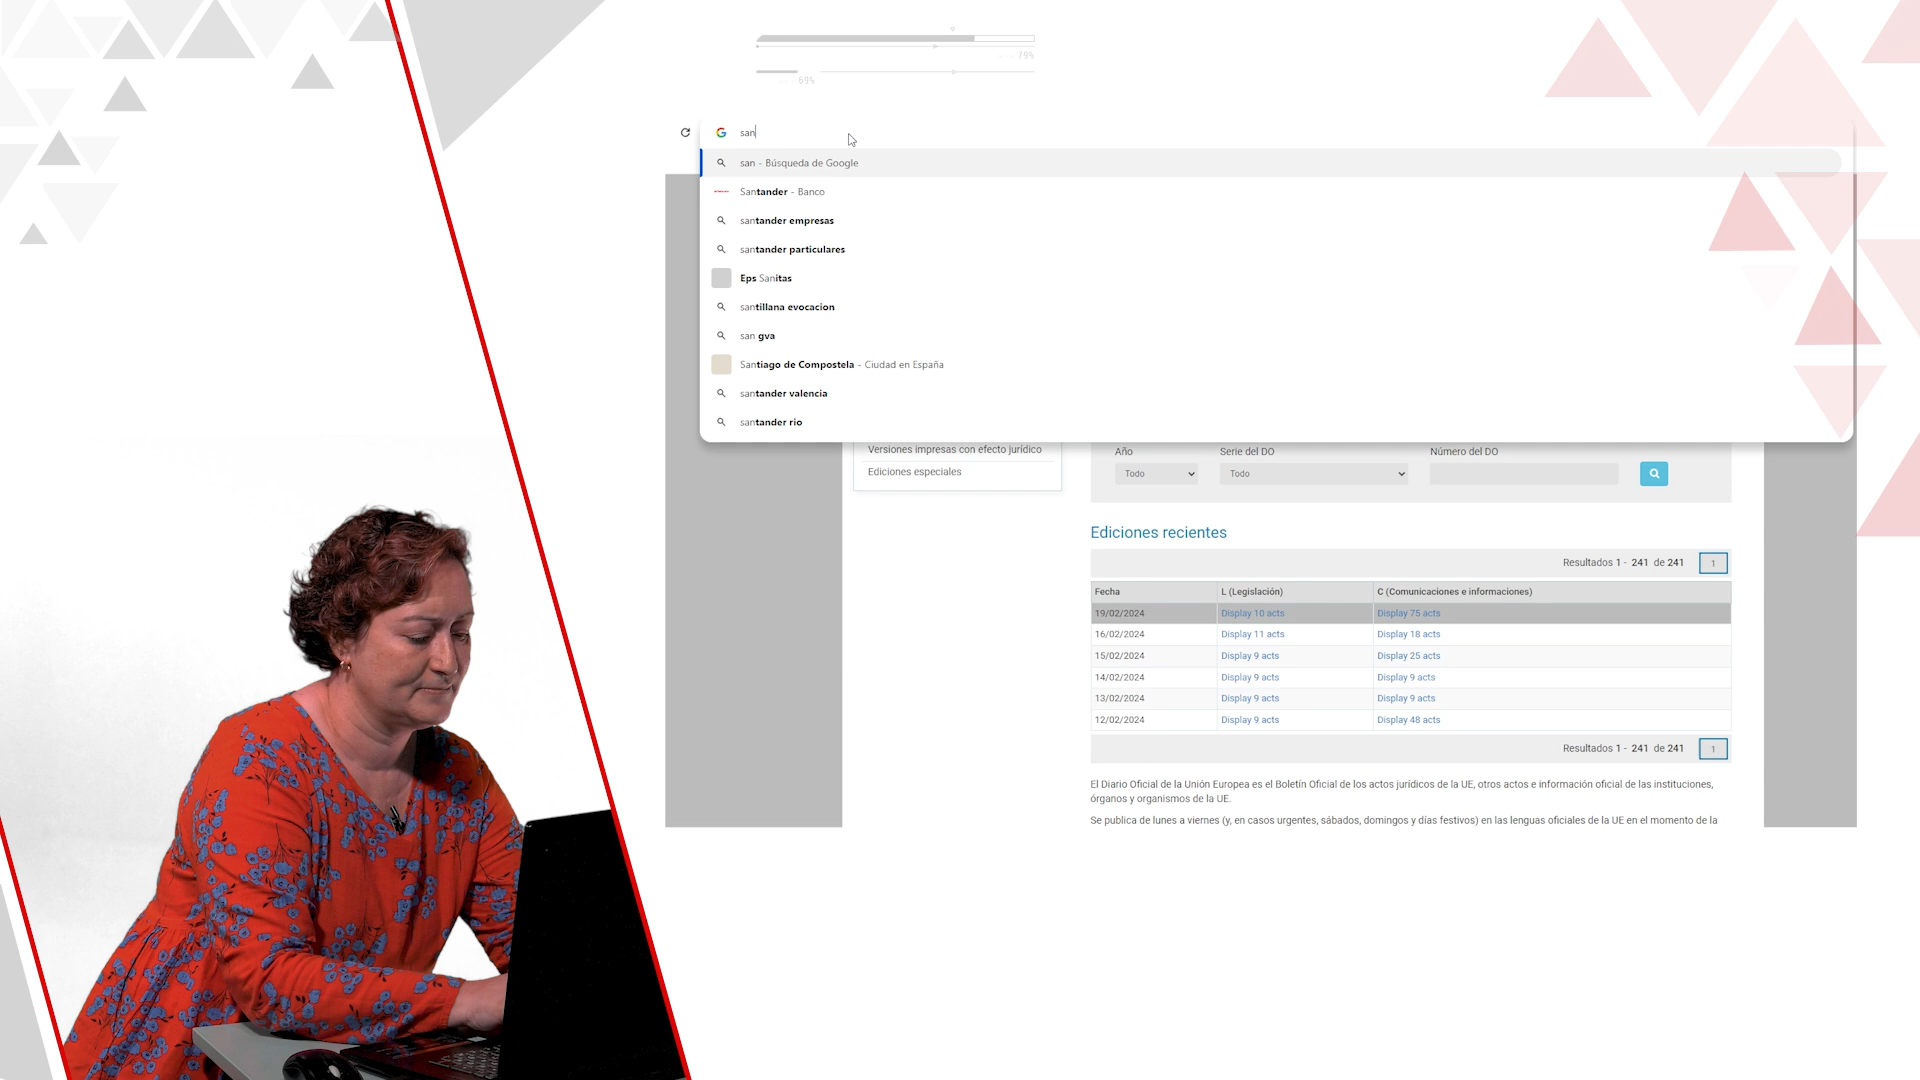 79%
69%
san
san - Búsqueda de Google
Santander - Banco
santander empresas
santander particulares
Eps Sanitas
santillana evocacion
san gva
Santiago de Compostela - Ciudad en España
santander valencia
santander rio
Versiones impresas con efecto jurídico
Ediciones especiales
Año
Serie del DO
Número del DO
Todo
Todo
Ediciones recientes
Resultados 1 - 241 de 241 1
Fecha L (Legislación) C (Comunicaciones e informaciones)
19/02/2024 Display 10 acts Display 75 acts
16/02/2024 Display 11 acts Display 18 acts
15/02/2024 Display 9 acts Display 25 acts
14/02/2024 Display 9 acts Display 9 acts
13/02/2024 Display 9 acts Display 9 acts
12/02/2024 Display 9 acts Display 48 acts
Resultados 1 - 241 de 241 1
El Diario Oficial de la Unión Europea es el Boletín Oficial de los actos jurídicos de la UE, otros actos e información oficial de las instituciones,
órganos y organismos de la UE.
Se publica de lunes a viernes (y, en casos urgentes, sábados, domingos y días festivos) en las lenguas oficiales de la UE en el momento de la